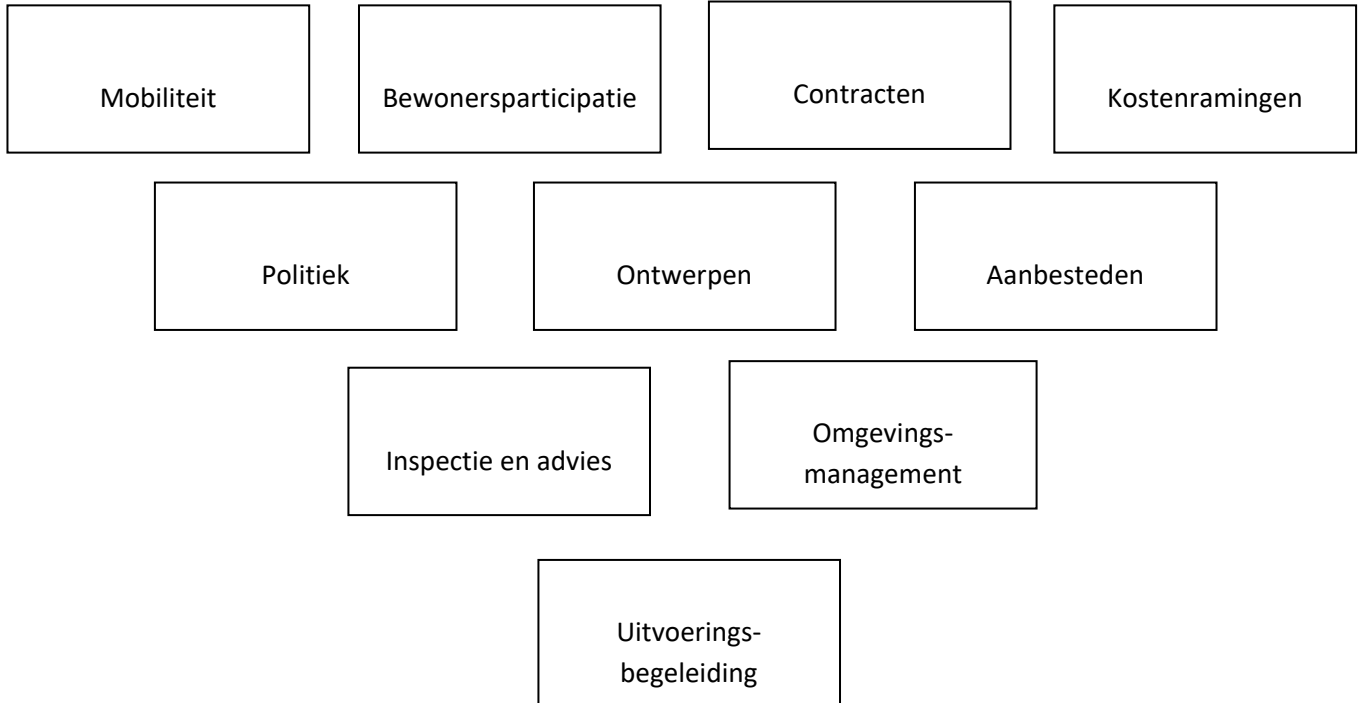 Mobiliteit
Bewonersparticipatie
Contracten
Kostenramingen
Politiek
Ontwerpen
Aanbesteden
Inspectie en advies
Omgevings-
management
Uitvoerings-
begeleiding